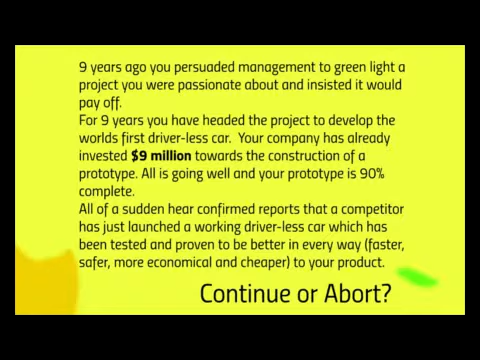 9 years ago you persuaded management to green light a
project you were passionate about and insisted it would
pay off.
For 9 years you have headed the project to develop the
worlds first driver-less car.  Your company has already
invested $9 million towards the construction of a
prototype. All is going well and your prototype is 90%
complete.
All of a sudden hear confirmed reports that a competitor
has just launched a working driver-less car which has
been tested and proven to be better in every way (faster,
safer, more economical and cheaper) to your product.
Continue or Abort?